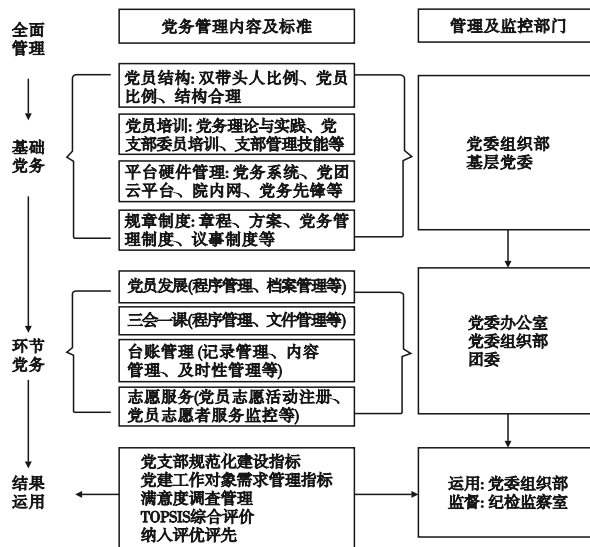 全面
管理
党务管理内容及标准
管理及监控部门
基础
党务
党员结构: 双带头人比例、党员
比例、结构合理
党员培训: 党务理论与实践、党
支部委员培训、支部管理技能等
平台硬件管理: 党务系统、党团
云平台、院内网、党务先锋等
规章制度: 章程、方案、党务管
理制度、议事制度等
党委组织部
基层党委
环节
党务
党员发展(程序管理、档案管理等)
三会一课(程序管理、文件管理等)
台账管理 (记录管理、内容
管理、及时性管理等)
志愿服务(党员志愿活动注册、
党员志愿者服务监控等)
党委办公室
党委组织部
团委
结果
运用
党支部规范化建设指标
党建工作对象需求管理指标
满意度调查管理
TOPSIS综合评价
纳入评优评先
运用: 党委组织部
监督: 纪检监察室